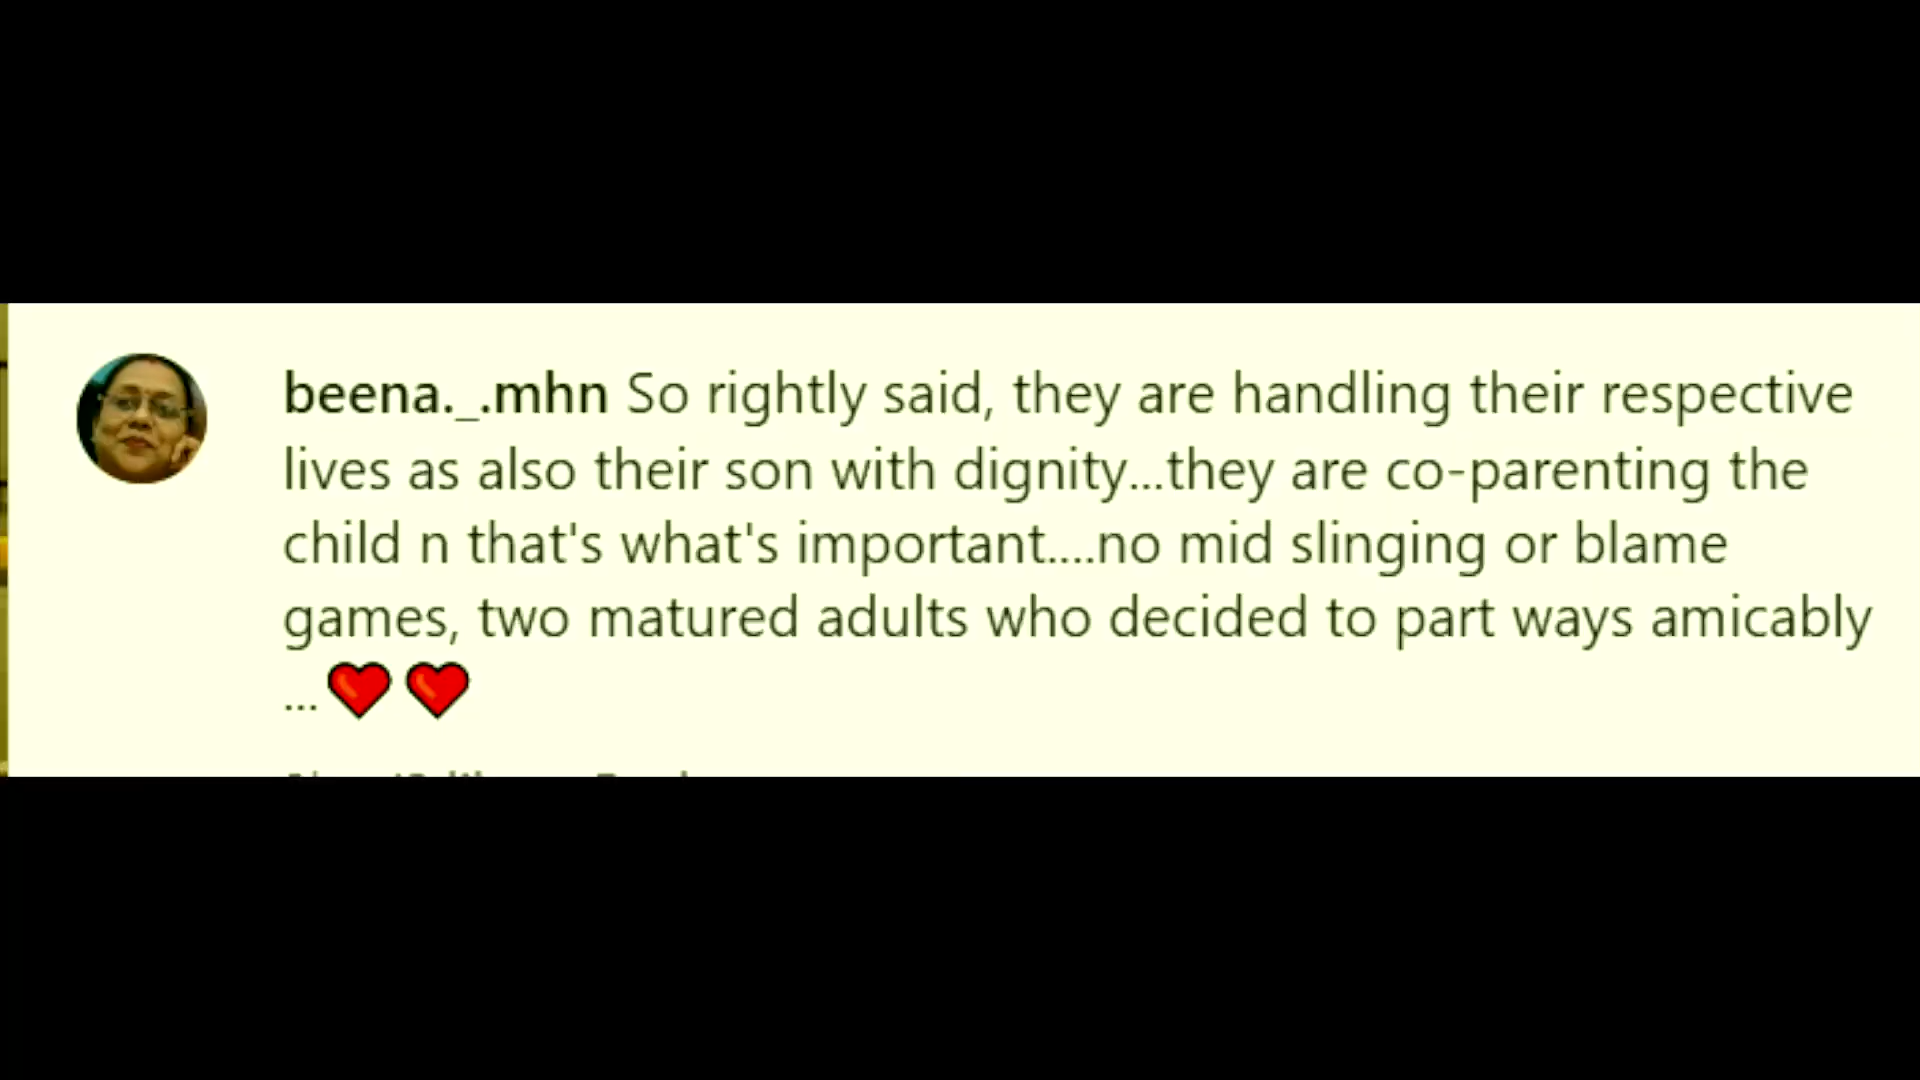 beena._.mhn So rightly said, they are handling their respective
lives as also their son with dignity...they are co-parenting the
child n that's what's important....no mid slinging or blame
games, two matured adults who decided to part ways amicably
...❤️❤️